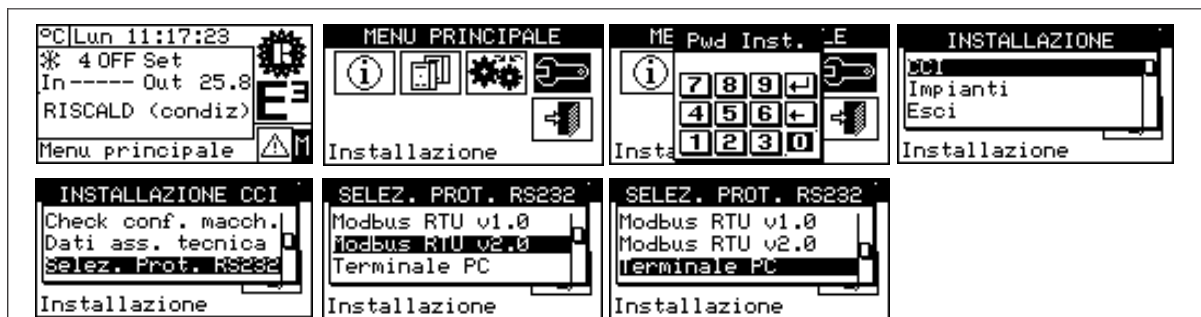 °C Lun 11:17:23
4 OFF Set
In ----- Out 25.8
RISCALD (condiz)
E3
Menu principale M
MENU PRINCIPALE
Installazione
ME Pwd Inst. LE
7 8 9
4 5 6
1 2 3 0
Insta
INSTALLAZIONE
CCI
Impianti
Esci
Installazione
INSTALLAZIONE CCI
Check conf. macch.
Dati ass. tecnica
Selez. Prot. RS232
Installazione
SELEZ. PROT. RS232
Modbus RTU v1.0
Modbus RTU v2.0
Terminale PC
Installazione
SELEZ. PROT. RS232
Modbus RTU v1.0
Modbus RTU v2.0
Terminale PC
Installazione